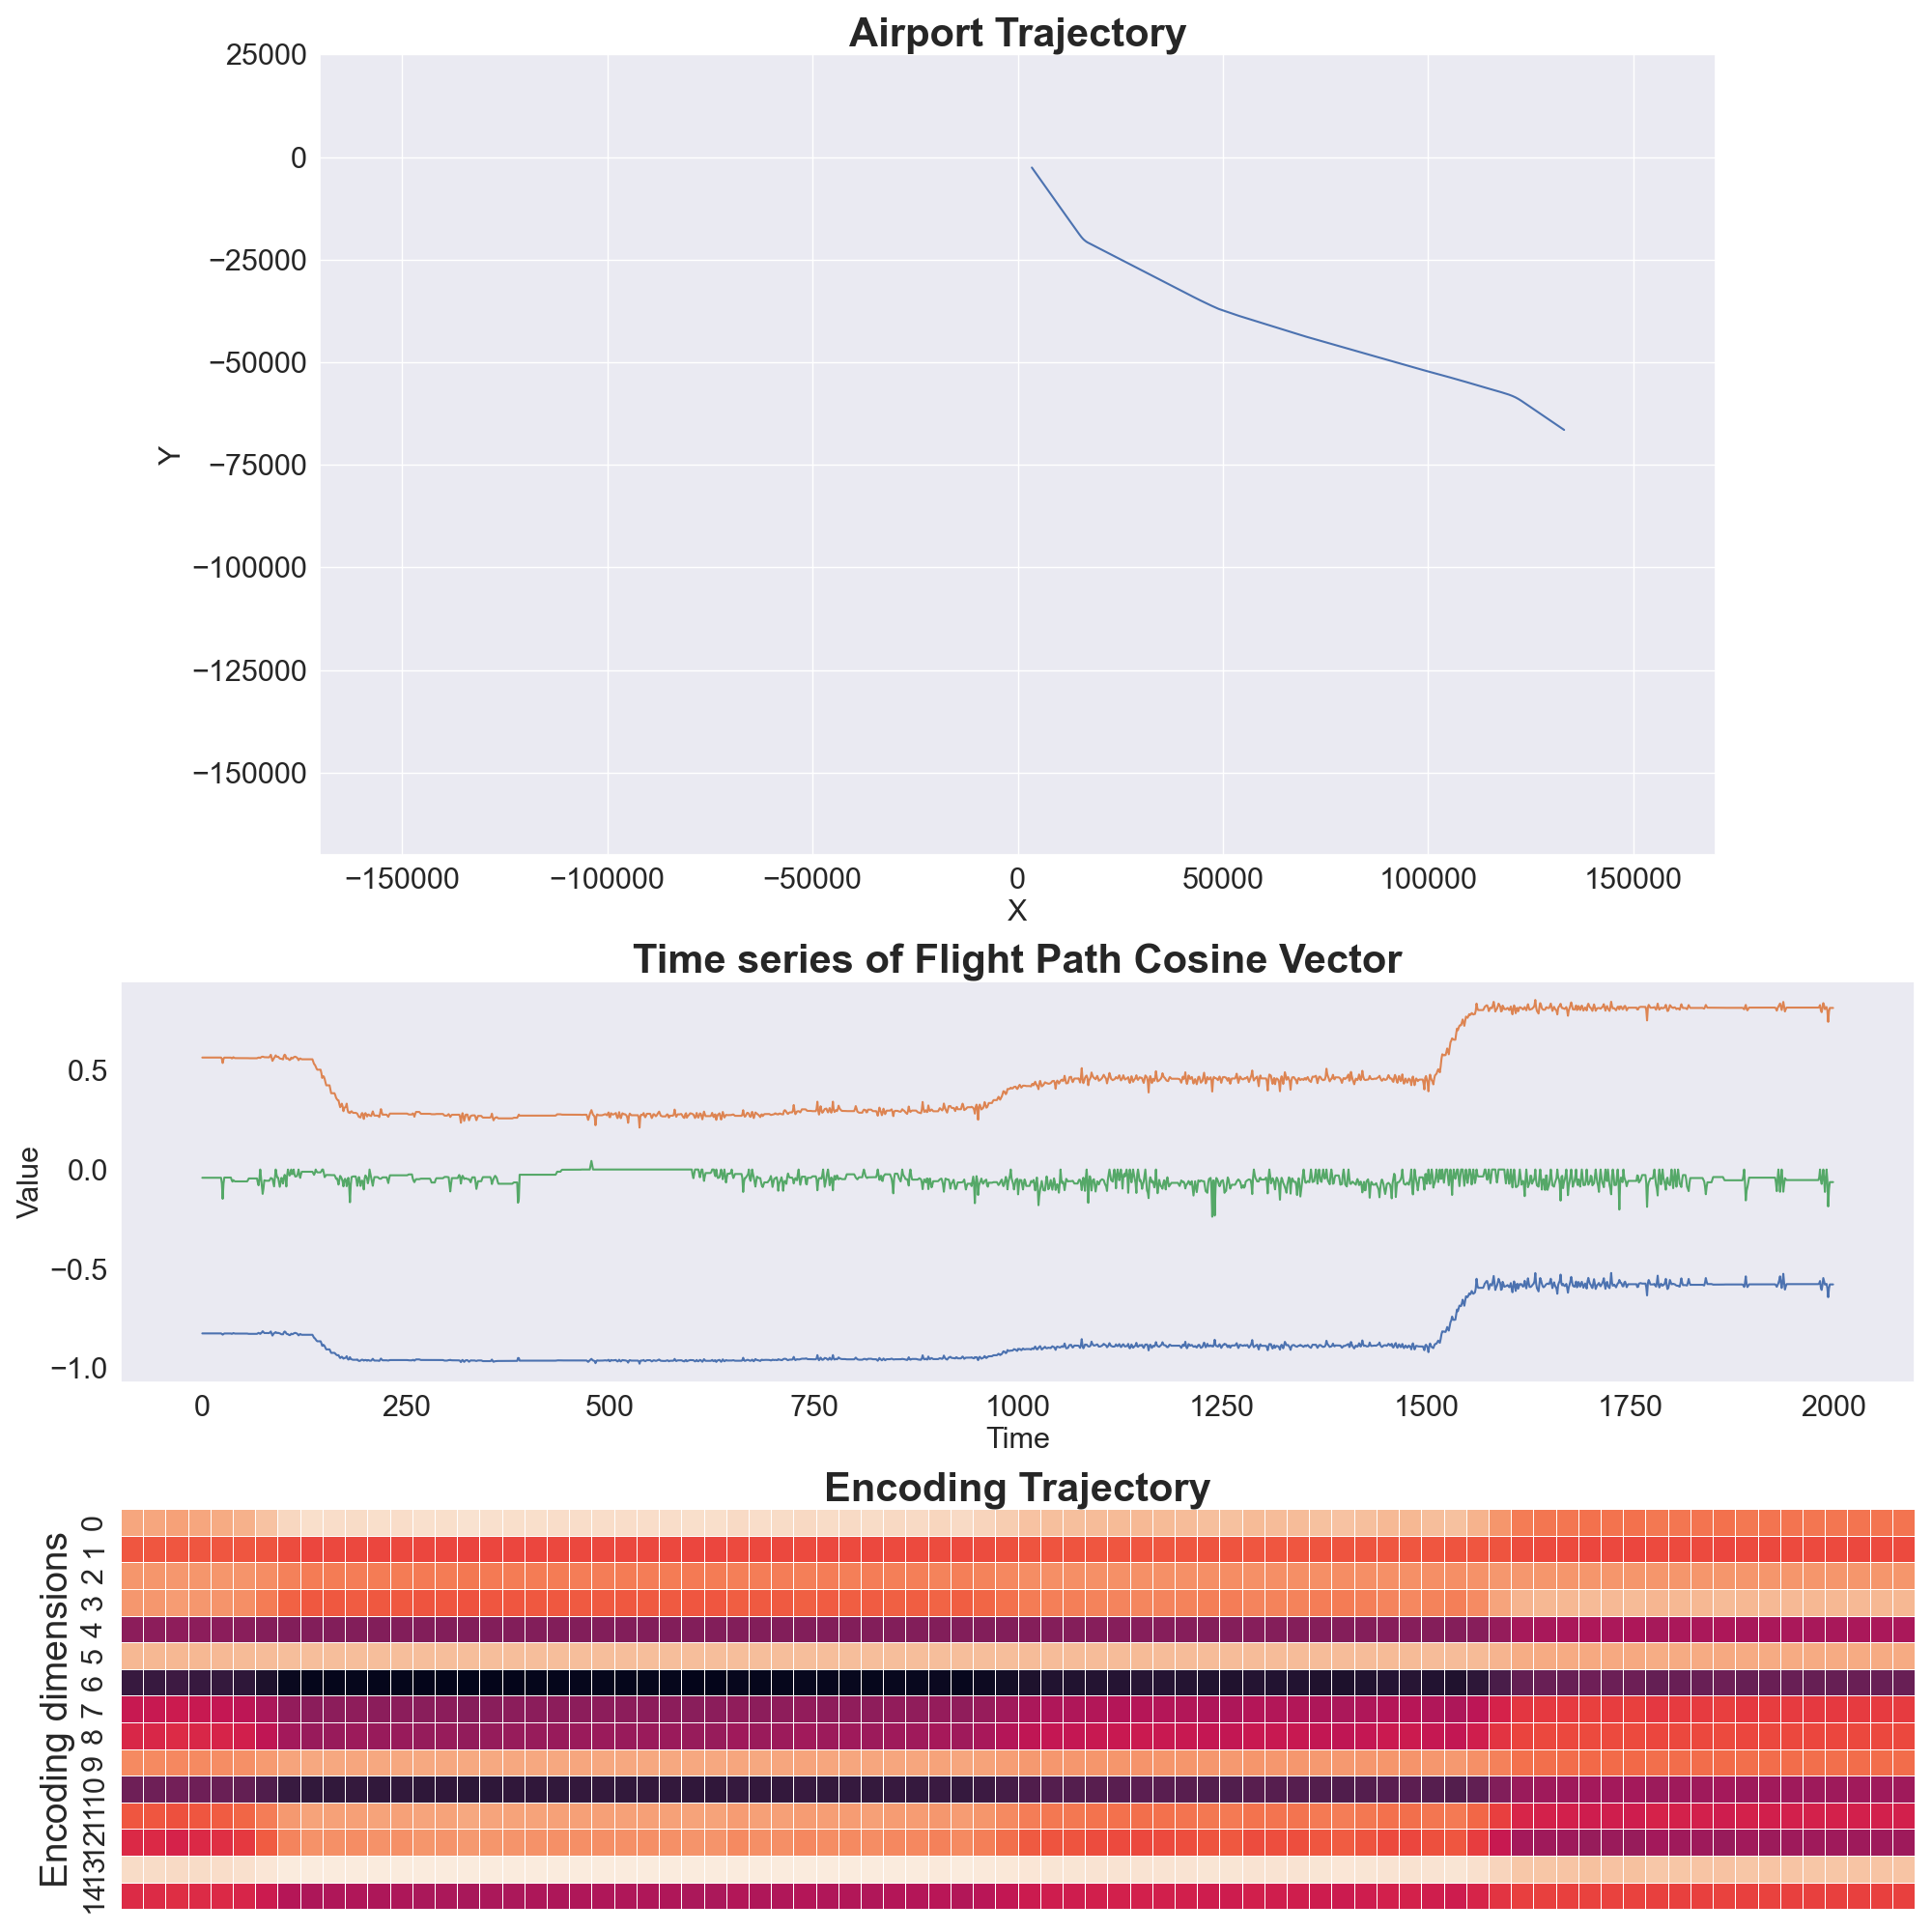 Airport Trajectory
25000
0
−25000
−50000
−75000
−100000
−125000
−150000
Y
−150000 −100000 −50000 0 50000 100000 150000
X
Time series of Flight Path Cosine Vector
0.5
0.0
−0.5
−1.0
Value
0 250 500 750 1000 1250 1500 1750 2000
Time
Encoding Trajectory
Encoding dimensions
0
1
2
3
4
5
6
7
8
9
10
11
12
13
14